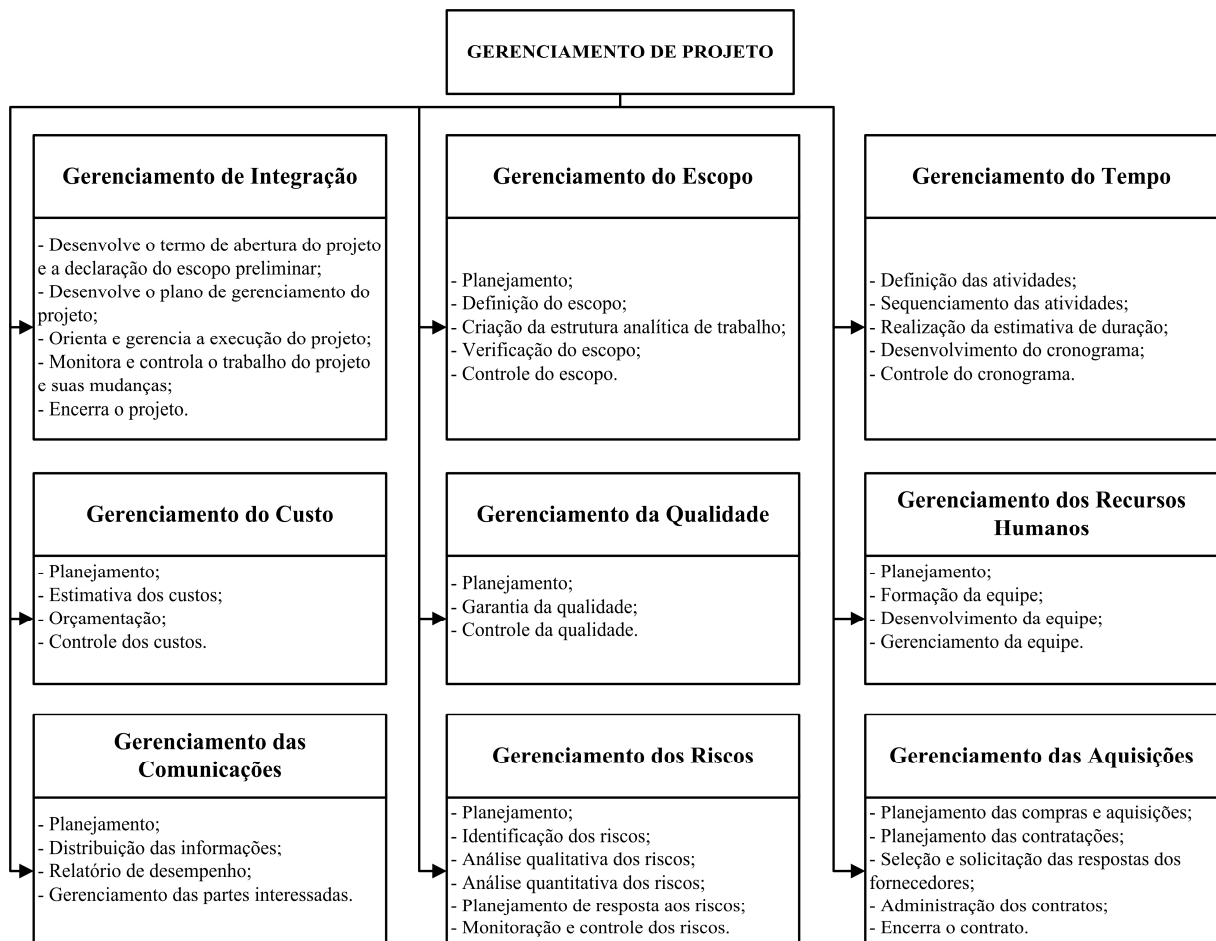 GERENCIAMENTO DE PROJETO
Gerenciamento de Integração
- Desenvolve o termo de abertura do projeto
e a declaração do escopo preliminar;
- Desenvolve o plano de gerenciamento do
projeto;
- Orienta e gerencia a execução do projeto;
- Monitora e controla o trabalho do projeto
e suas mudanças;
- Encerra o projeto.
Gerenciamento do Escopo
- Planejamento;
- Definição do escopo;
- Criação da estrutura analítica de trabalho;
- Verificação do escopo;
- Controle do escopo.
Gerenciamento do Tempo
- Definição das atividades;
- Sequenciamento das atividades;
- Realização da estimativa de duração;
- Desenvolvimento do cronograma;
- Controle do cronograma.
Gerenciamento do Custo
- Planejamento;
- Estimativa dos custos;
- Orçamentação;
- Controle dos custos.
Gerenciamento da Qualidade
- Planejamento;
- Garantia da qualidade;
- Controle da qualidade.
Gerenciamento dos Recursos
Humanos
- Planejamento;
- Formação da equipe;
- Desenvolvimento da equipe;
- Gerenciamento da equipe.
Gerenciamento das
Comunicações
- Planejamento;
- Distribuição das informações;
- Relatório de desempenho;
- Gerenciamento das partes interessadas.
Gerenciamento dos Riscos
- Planejamento;
- Identificação dos riscos;
- Análise qualitativa dos riscos;
- Análise quantitativa dos riscos;
- Planejamento de resposta aos riscos;
- Monitoração e controle dos riscos.
Gerenciamento das Aquisições
- Planejamento das compras e aquisições;
- Planejamento das contratações;
- Seleção e solicitação das respostas dos
fornecedores;
- Administração dos contratos;
- Encerra o contrato.